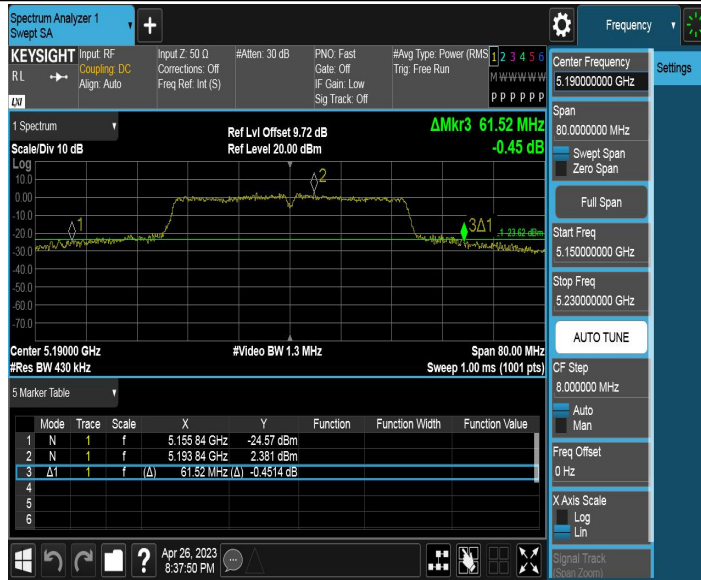 Spectrum Analyzer 1
Swept SA
+
Frequency
KEYSIGHT
RL
LXI
Input: RF
Coupling: DC
Align: Auto
Input Z: 50 Ω
Corrections: Off
Freq Ref: Int (S)
#Atten: 30 dB
PNO: Fast
Gate: Off
IF Gain: Low
Sig Track: Off
#Avg Type: Power (RMS
Trig: Free Run
1 2 3 4 5 6
M W W W W W
P P P P P P
1 Spectrum
Scale/Div 10 dB
Ref Lvl Offset 9.72 dB
Ref Level 20.00 dBm
ΔMkr3 61.52 MHz
-0.45 dB
Log
10.0
0.00
-10.0
-20.0
-30.0
-40.0
-50.0
-60.0
-70.0
1
2
3Δ1
Center 5.19000 GHz
#Res BW 430 kHz
#Video BW 1.3 MHz
Span 80.00 MHz
Sweep 1.00 ms (1001 pts)
5 Marker Table
Mode Trace Scale X Y Function Function Width Function Value
1 N 1 f 5.155 84 GHz -24.57 dBm
2 N 1 f 5.193 84 GHz 2.381 dBm
3 Δ1 1 f (Δ) 61.52 MHz (Δ) -0.4514 dB
4
5
6
Apr 26, 2023
8:37:50 PM
Center Frequency
5.190000000 GHz
Settings
Span
80.0000000 MHz
Swept Span
Zero Span
Full Span
Start Freq
5.150000000 GHz
Stop Freq
5.230000000 GHz
AUTO TUNE
CF Step
8.000000 MHz
Auto
Man
Freq Offset
0 Hz
X Axis Scale
Log
Lin
Signal Track
(Span Zoom)